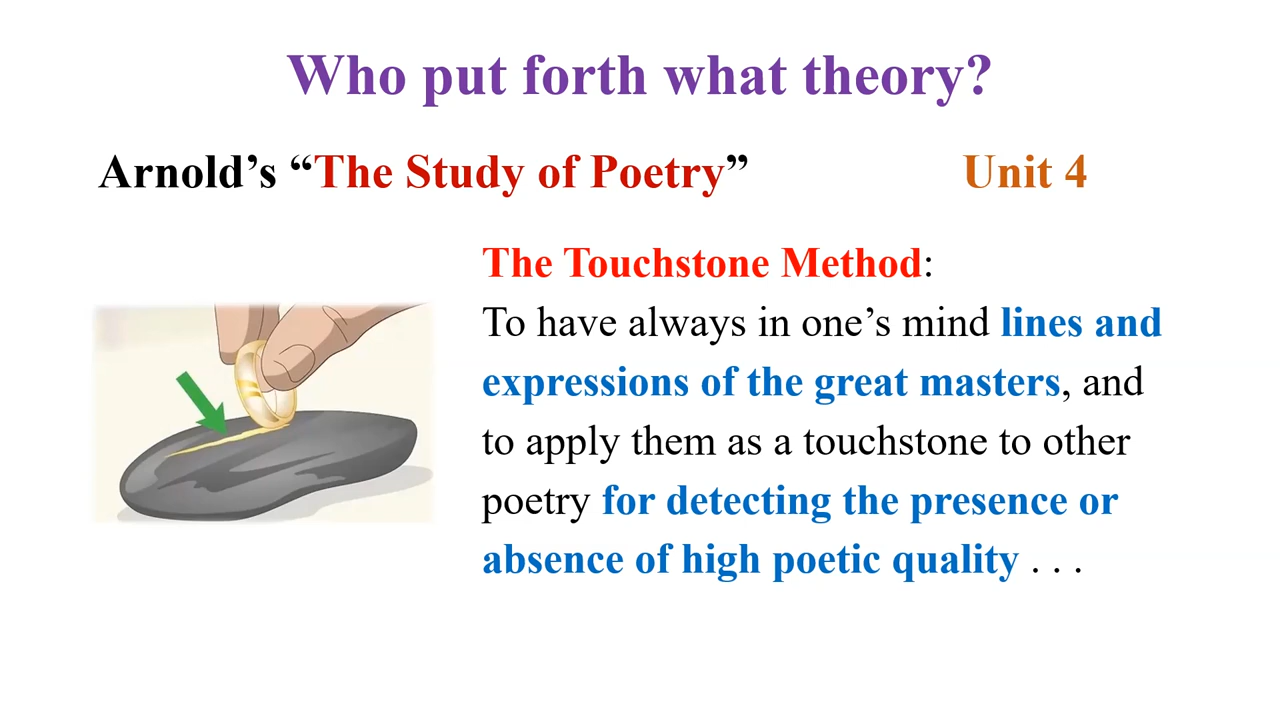 Who put forth what theory?
Arnold’s “The Study of Poetry” Unit 4
The Touchstone Method:
To have always in one’s mind lines and
expressions of the great masters, and
to apply them as a touchstone to other
poetry for detecting the presence or
absence of high poetic quality . . .